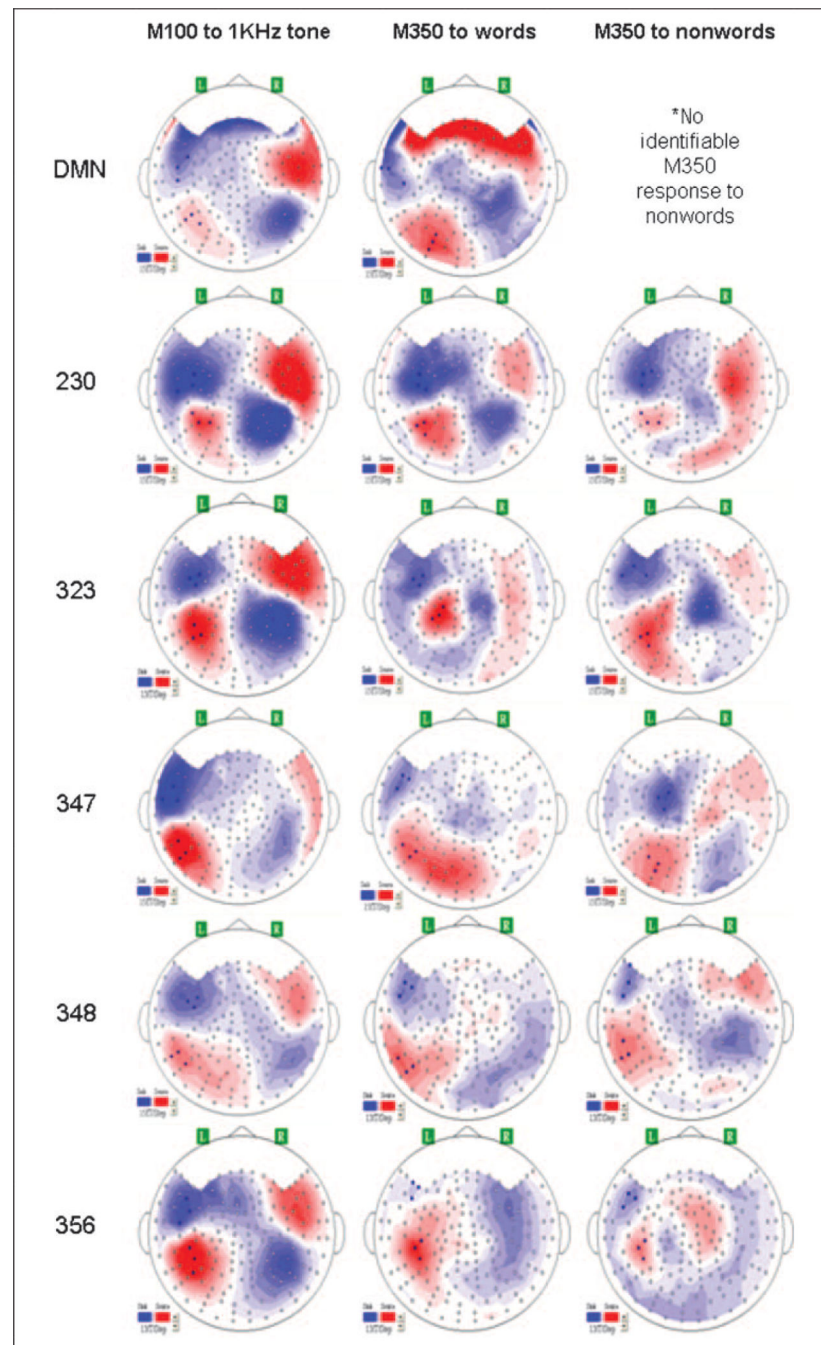 M100 to 1KHz tone M350 to words M350 to nonwords
L R L R
DMN
*No
identifiable
M350
response to
nonwords
L R L R L R
230
L R L R L R
323
L R L R L R
347
L R L R L R
348
L R L R L R
356